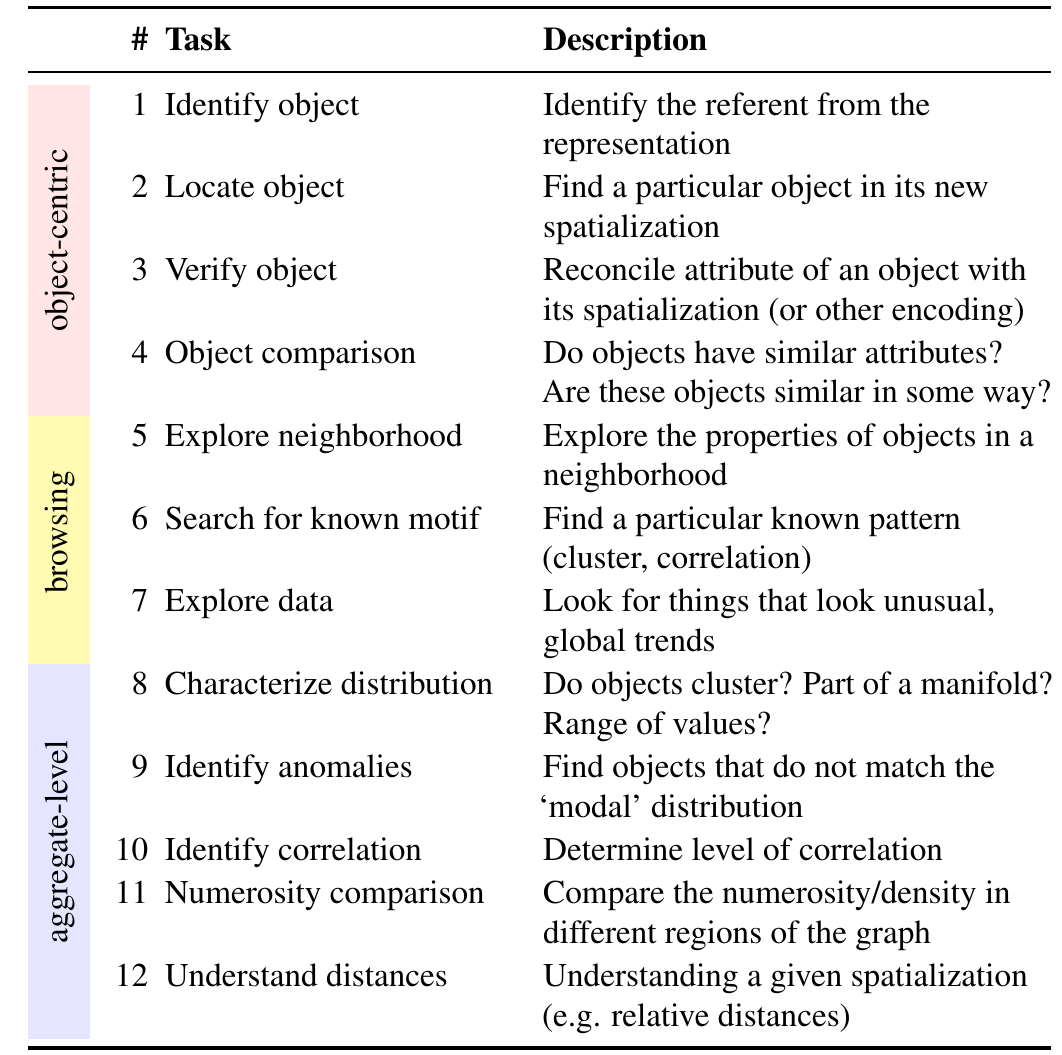 # Task Description
object-centric
1 Identify object Identify the referent from the
representation
2 Locate object Find a particular object in its new
spatialization
3 Verify object Reconcile attribute of an object with
its spatialization (or other encoding)
4 Object comparison Do objects have similar attributes?
Are these objects similar in some way?
browsing
5 Explore neighborhood Explore the properties of objects in a
neighborhood
6 Search for known motif Find a particular known pattern
(cluster, correlation)
7 Explore data Look for things that look unusual,
global trends
aggregate-level
8 Characterize distribution Do objects cluster? Part of a manifold?
Range of values?
9 Identify anomalies Find objects that do not match the
‘modal’ distribution
10 Identify correlation Determine level of correlation
11 Numerosity comparison Compare the numerosity/density in
different regions of the graph
12 Understand distances Understanding a given spatialization
(e.g. relative distances)